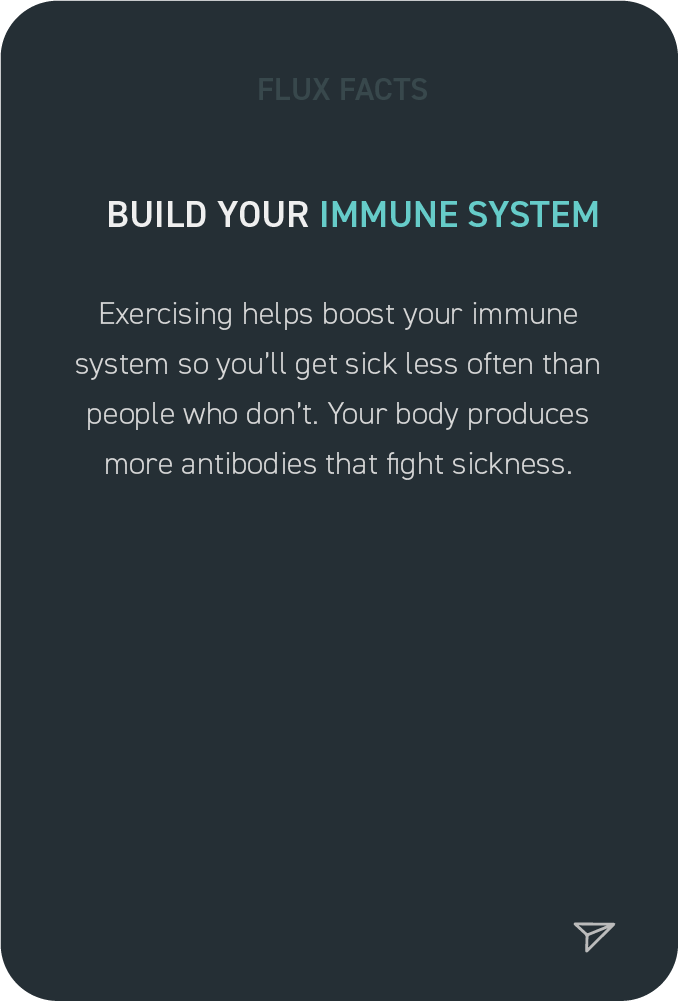 FLUX FACTS
BUILD YOUR IMMUNE SYSTEM
Exercising helps boost your immune
system so you’ll get sick less often than
people who don’t. Your body produces
more antibodies that fight sickness.